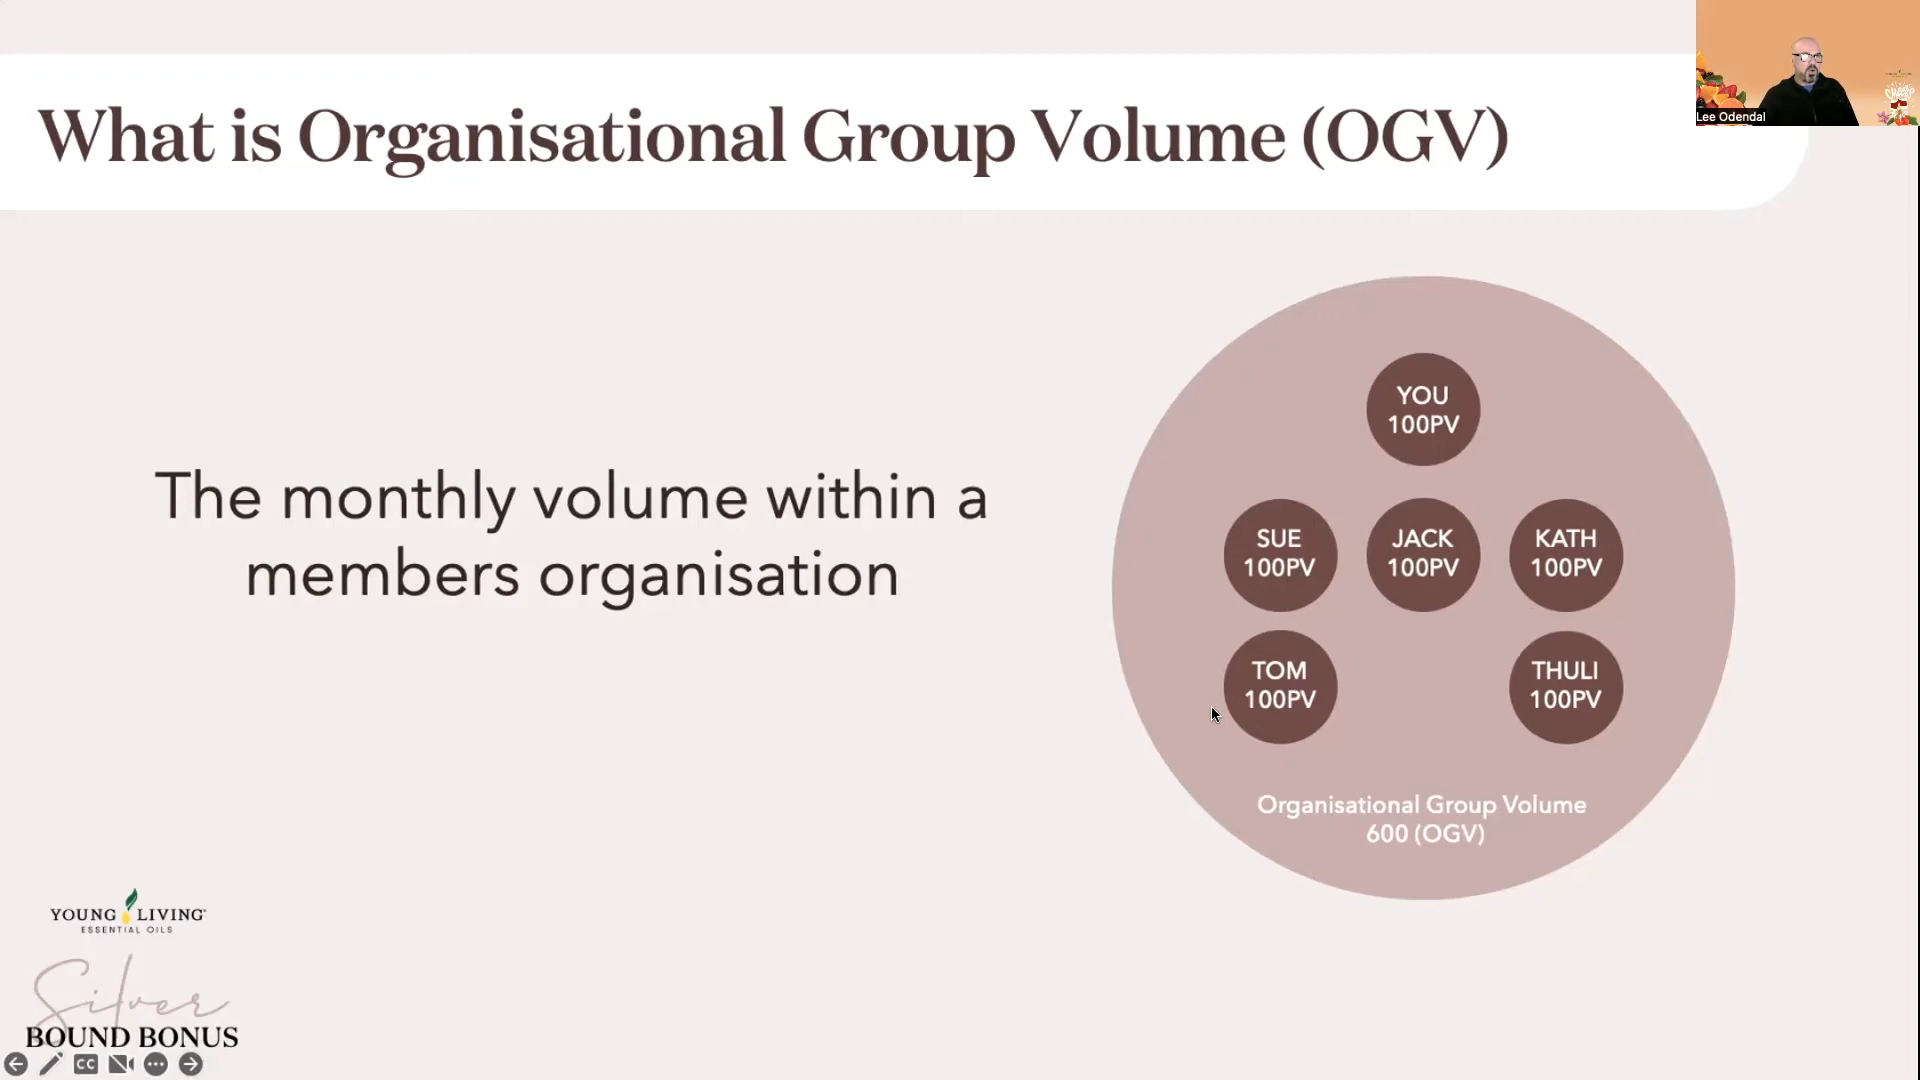 What is Organisational Group Volume (OGV)
Lee Odendal
The monthly volume within a
members organisation
YOU
100PV
SUE
100PV
JACK
100PV
KATH
100PV
TOM
100PV
THULI
100PV
Organisational Group Volume
600 (OGV)
YOUNG LIVING
ESSENTIAL OILS
Silver
BOUND BONUS
CC